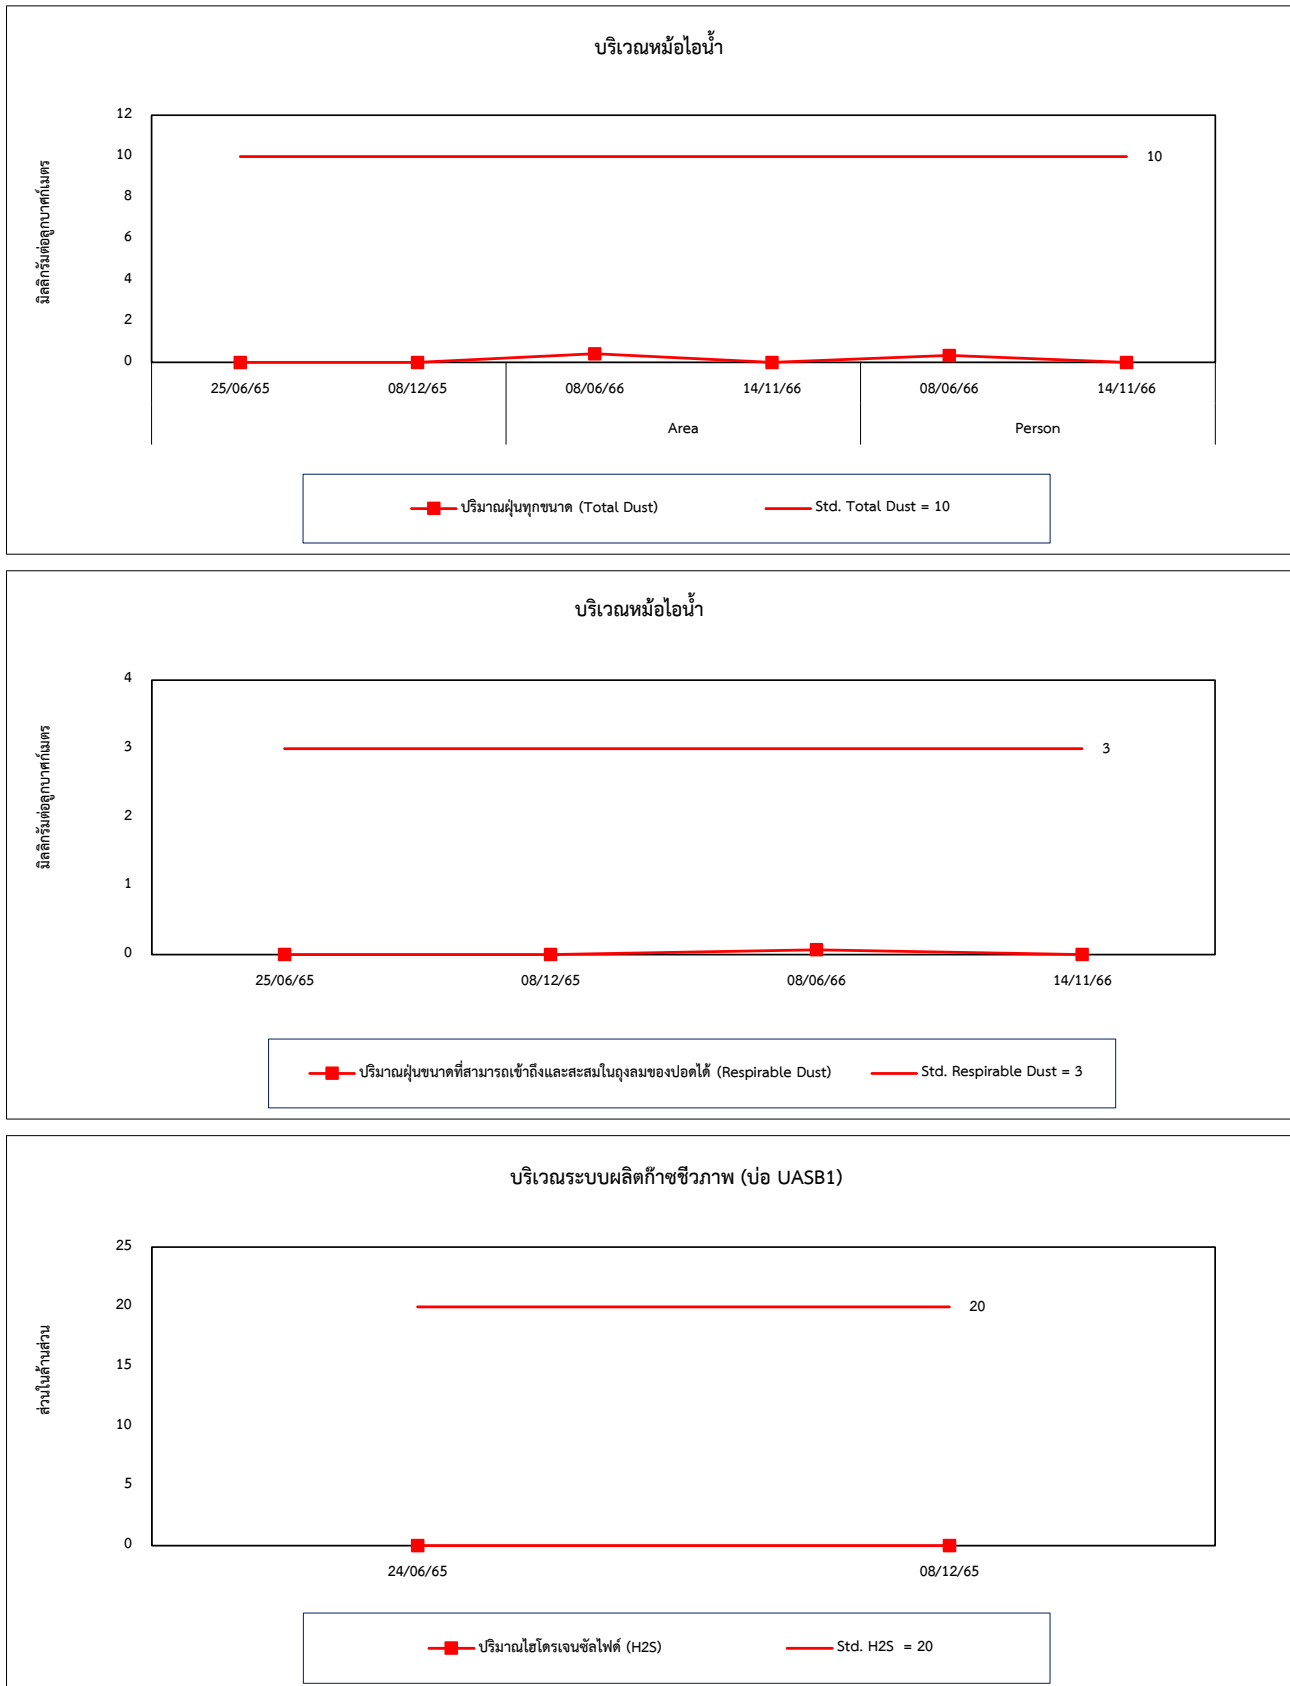 บริเวณหม้อไอน้ำ
มิลลิกรัมต่อลูกบาศก์เมตร
12
10
8
6
4
2
0
10
25/06/65 08/12/65 08/06/66 14/11/66 08/06/66 14/11/66
Area Person
ปริมาณฝุ่นทุกขนาด (Total Dust) Std. Total Dust = 10
บริเวณหม้อไอน้ำ
มิลลิกรัมต่อลูกบาศก์เมตร
4
3
2
1
0
3
25/06/65 08/12/65 08/06/66 14/11/66
ปริมาณฝุ่นขนาดที่สามารถเข้าถึงและสะสมในถุงลมของปอดได้ (Respirable Dust) Std. Respirable Dust = 3
บริเวณระบบผลิตก๊าซชีวภาพ (บ่อ UASB1)
ส่วนในล้านส่วน
25
20
15
10
5
0
20
24/06/65 08/12/65
ปริมาณไฮโดรเจนซัลไฟด์ (H2S) Std. H2S = 20